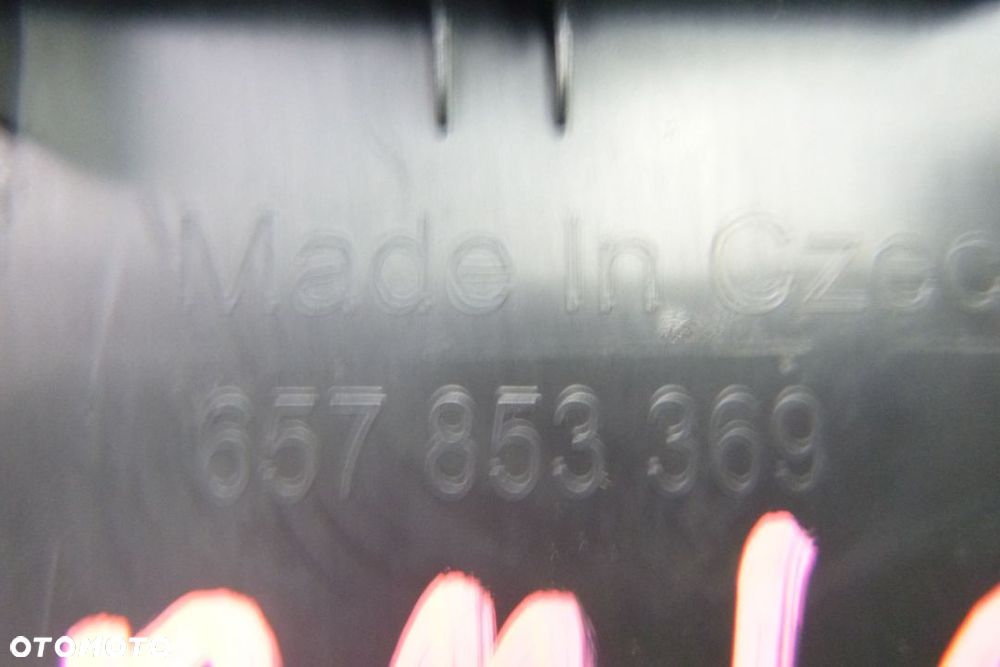 Made In Czec
657 853 369
OTOMOTO